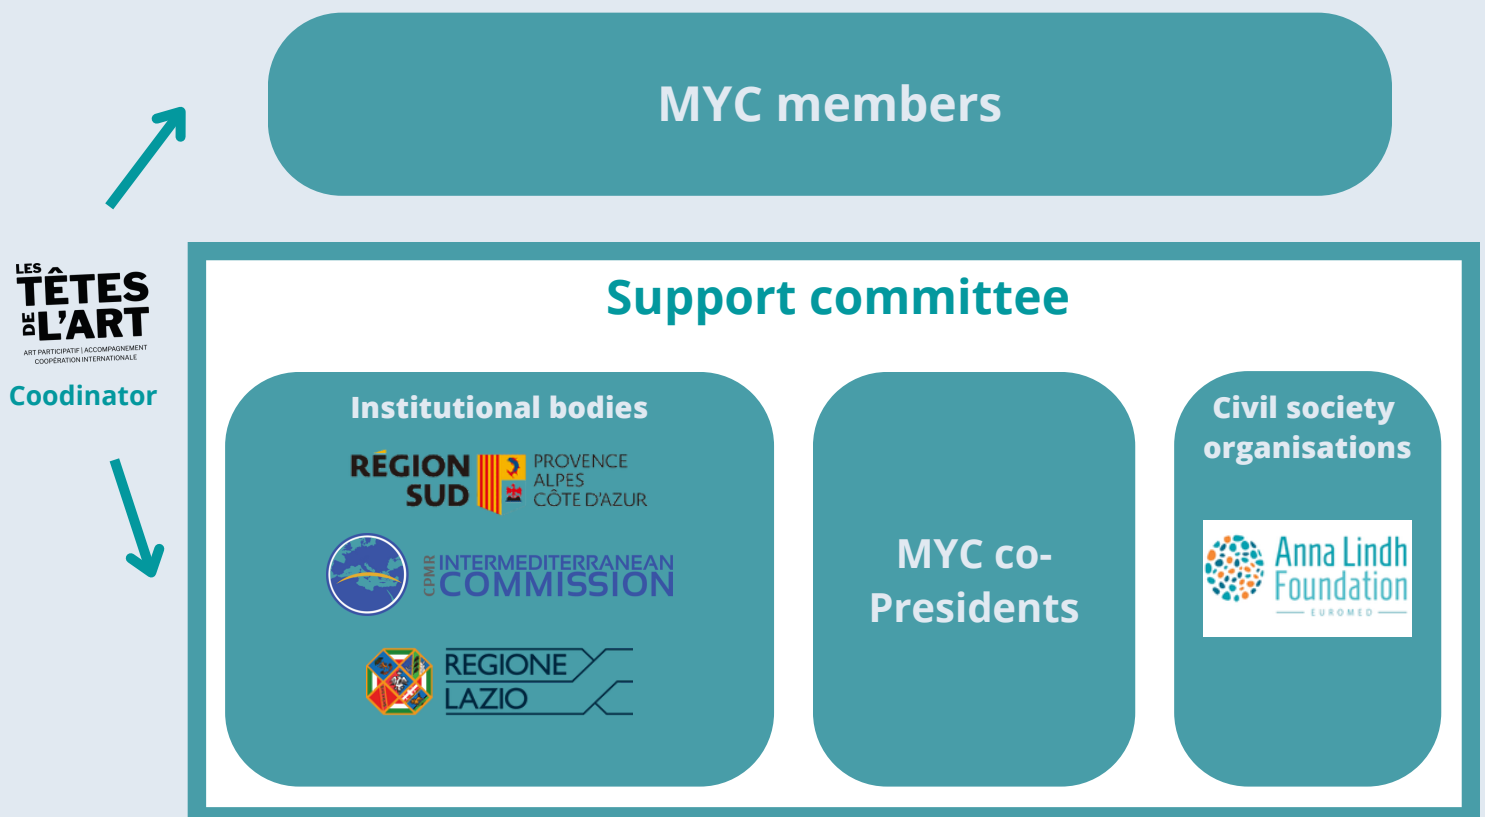 MYC members
LES
TÊTES
DE L'ART
ART PARTICIPATIF | ACCOMPAGNEMENT
COOPÉRATION INTERNATIONALE
Coodinator
Support committee
Institutional bodies
RÉGION
SUD
PROVENCE
ALPES
CÔTE D'AZUR
CPMR INTERMEDITERRANEAN
COMMISSION
REGIONE
LAZIO
MYC co-
Presidents
Civil society
organisations
Anna Lindh
Foundation
EUROMED